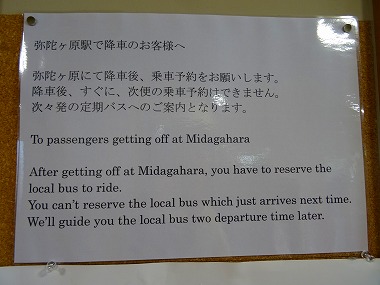 弥陀ヶ原駅で降車のお客様へ
弥陀ヶ原にて降車後、乗車予約をお願いします。
降車後、すぐに、次便の乗車予約はできません。
次々発の定期バスへのご案内となります。
To passengers getting off at Midagahara
After getting off at Midagahara, you have to reserve the
local bus to ride.
You can't reserve the local bus which just arrives next time.
We'll guide you the local bus two departure time later.